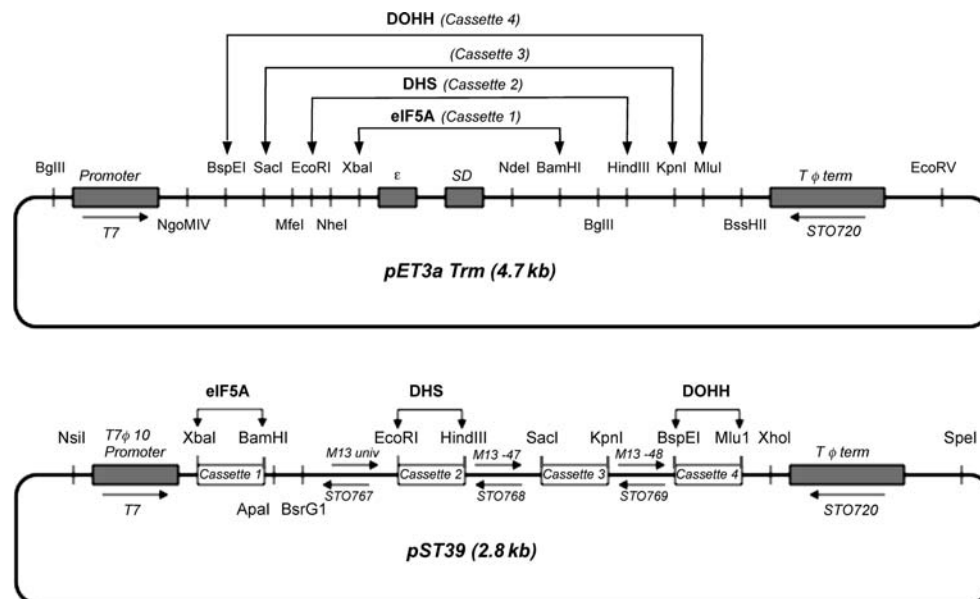 DOHH (Cassette 4)
(Cassette 3)
DHS (Cassette 2)
eIF5A (Cassette 1)
BglII Promoter BspEI SacI EcoRI XbaI ε SD NdeI BamHI HindIII KpnI MluI T ϕ term EcoRV
T7 NgoMIV MfeI NheI BglII BssHII STO720
pET3a Trm (4.7 kb)
eIF5A DHS DOHH
NsiI T7ϕ 10 Promoter XbaI BamHI EcoRI HindIII SacI KpnI BspEI Mlu1 XhoI T ϕ term SpeI
Cassette 1 M13 univ Cassette 2 M13 -47 Cassette 3 M13 -48 Cassette 4
T7 ApaI BsrG1 STO767 STO768 STO769 STO720
pST39 (2.8 kb)